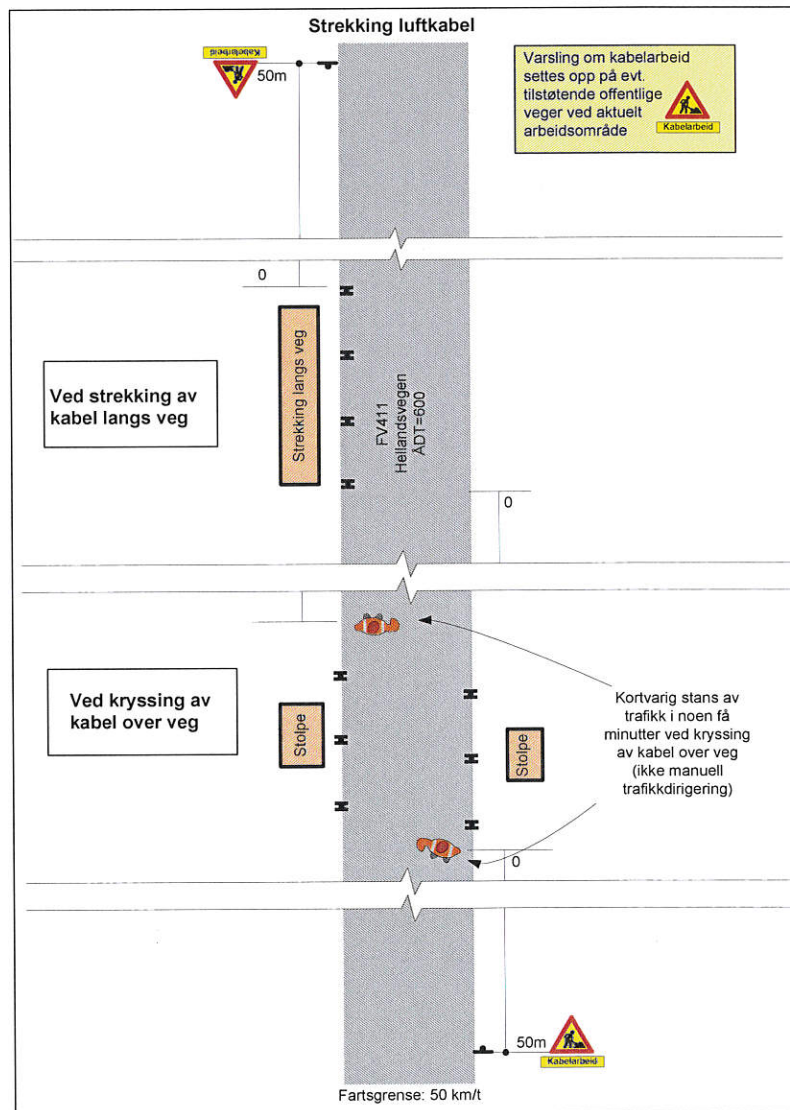 Strekking luftkabel
Kabelarbeid
50m
Varsling om kabelarbeid
settes opp på evt.
tilstøtende offentlige
veger ved aktuelt
arbeidsområde
Kabelarbeid
0
Ved strekking av
kabel langs veg
Strekking langs veg
FV411
Hellandsvegen
ÅDT=600
0
Ved kryssing av
kabel over veg
Stolpe
Stolpe
Kortvarig stans av
trafikk i noen få
minutter ved kryssing
av kabel over veg
(ikke manuell
trafikkdirigering)
0
50m
Kabelarbeid
Fartsgrense: 50 km/t